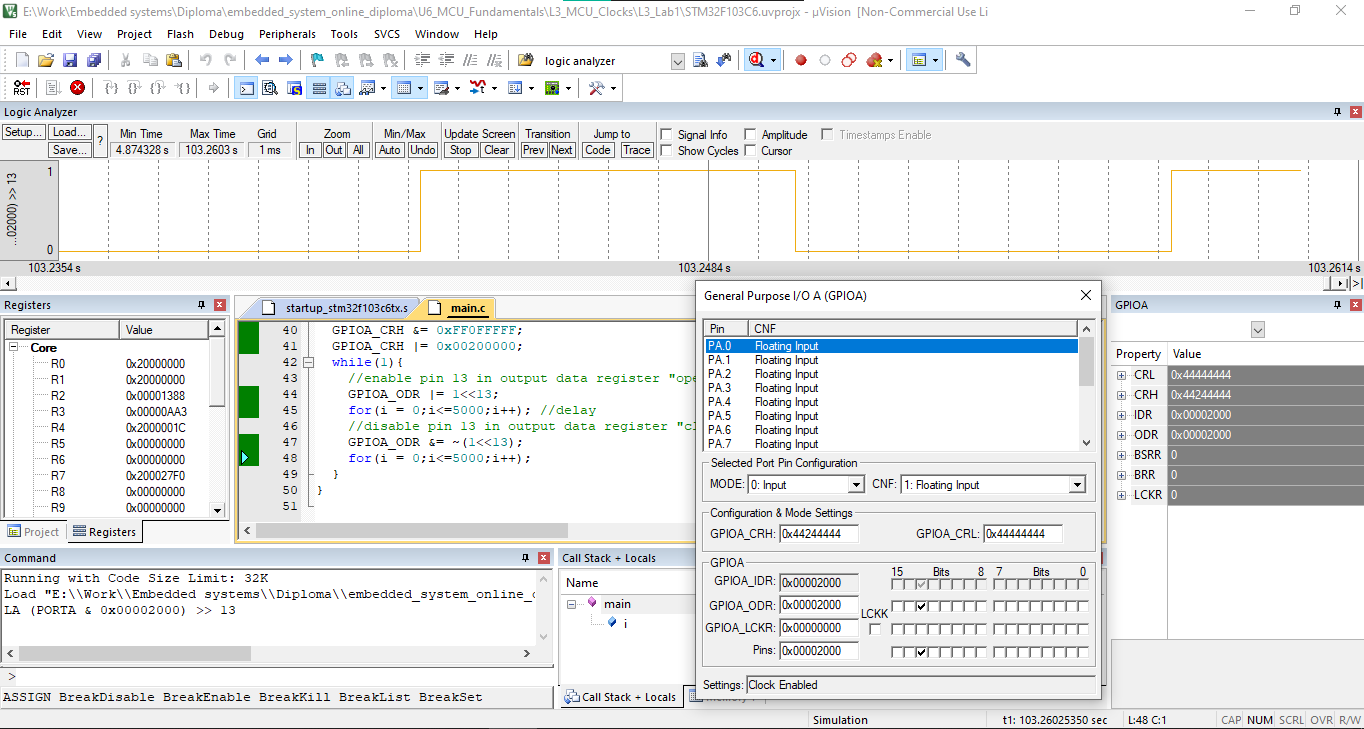 E:\Work\Embedded systems\Diploma\embedded_system_online_diploma\U6_MCU_Fundamentals\L3_MCU_Clocks\L3_Lab1\STM32F103C6.uvprojx - µVision [Non-Commercial Use Li
File Edit View Project Flash Debug Peripherals Tools SVCS Window Help
logic analyzer
RST
Logic Analyzer
Setup... Load... Save... ?
Min Time Max Time Grid Zoom Min/Max Update Screen Transition Jump to
4.874328 s 103.2603 s 1 ms In Out All Auto Undo Stop Clear Prev Next Code Trace
Signal Info Amplitude Timestamps Enable
Show Cycles Cursor
1
...02000) >> 13
0
103.2354 s 103.2484 s 103.2614 s
Registers
Register Value
Core
R0 0x20000000
R1 0x20000000
R2 0x00001388
R3 0x00000AA3
R4 0x2000001C
R5 0x00000000
R6 0x00000000
R7 0x200027F0
R8 0x00000000
R9 0x00000000
Project Registers
startup_stm32f103c6tx.s main.c
40 GPIOA_CRH &= 0xFF0FFFFF;
41 GPIOA_CRH |= 0x00200000;
42 while(1){
43 //enable pin 13 in output data register "ope
44 GPIOA_ODR |= 1<<13;
45 for(i = 0;i<=5000;i++); //delay
46 //disable pin 13 in output data register "cl
47 GPIOA_ODR &= ~(1<<13);
48 for(i = 0;i<=5000;i++);
49 }
50 }
51
General Purpose I/O A (GPIOA)
Pin CNF
PA.0 Floating Input
PA.1 Floating Input
PA.2 Floating Input
PA.3 Floating Input
PA.4 Floating Input
PA.5 Floating Input
PA.6 Floating Input
PA.7 Floating Input
Selected Port Pin Configuration
MODE: 0: Input CNF: 1: Floating Input
Configuration & Mode Settings
GPIOA_CRH: 0x44244444 GPIOA_CRL: 0x44444444
GPIOA
15 Bits 8 7 Bits 0
GPIOA_IDR: 0x00002000
GPIOA_ODR: 0x00002000
LCKK
GPIOA_LCKR: 0x00000000
Pins: 0x00002000
Settings: Clock Enabled
GPIOA
Property Value
CRL 0x44444444
CRH 0x44244444
IDR 0x00002000
ODR 0x00002000
BSRR 0
BRR 0
LCKR 0
Command
Running with Code Size Limit: 32K
Load "E:\\Work\\Embedded systems\\Diploma\\embedded_system_online_d
LA (PORTA & 0x00002000) >> 13
>
ASSIGN BreakDisable BreakEnable BreakKill BreakList BreakSet
Call Stack + Locals
Name
main
i
Call Stack + Locals
Simulation t1: 103.26025350 sec L:48 C:1 CAP NUM SCRL OVR R/W